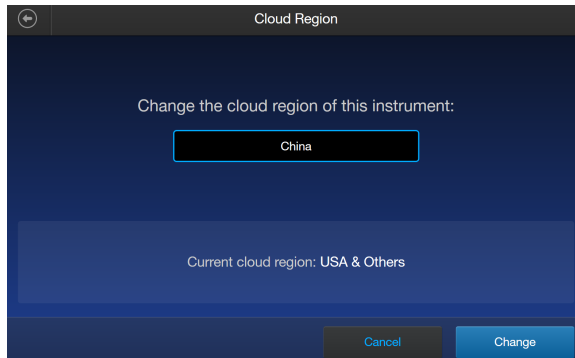 Cloud Region
Change the cloud region of this instrument:
China
Current cloud region: USA & Others
Cancel
Change